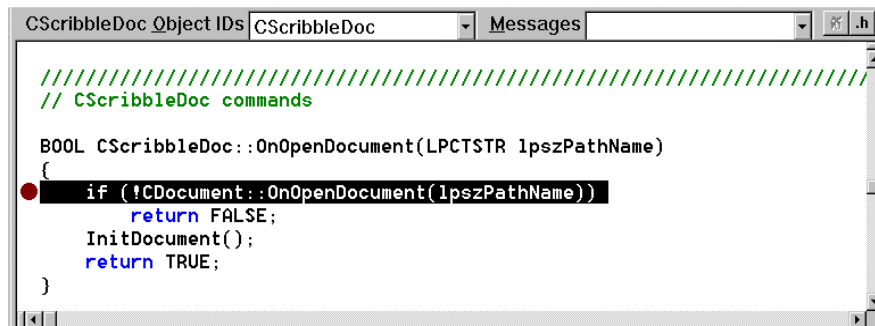 CScribbleDoc Object IDs CScribbleDoc Messages .h
//////////////////////////////////////////////////////////////////////////
// CScribbleDoc commands
BOOL CScribbleDoc::OnOpenDocument(LPCTSTR lpszPathName)
{
    if (!CDocument::OnOpenDocument(lpszPathName))
        return FALSE;
    InitDocument();
    return TRUE;
}